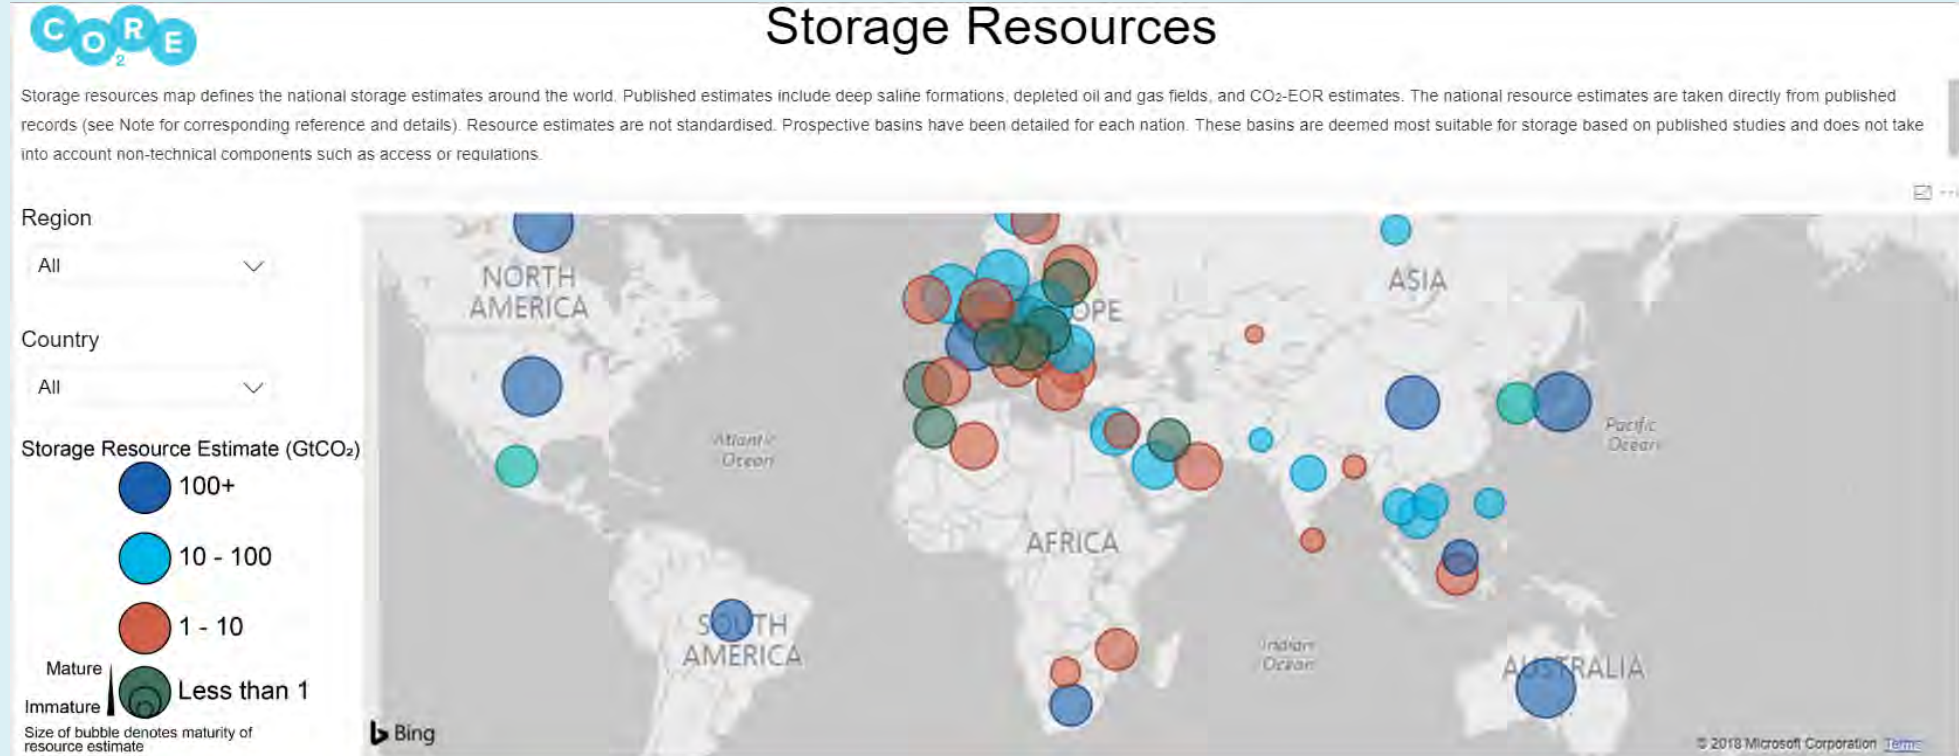 CO2RE
Storage Resources
Storage resources map defines the national storage estimates around the world. Published estimates include deep saline formations, depleted oil and gas fields, and CO2-EOR estimates. The national resource estimates are taken directly from published
records (see Note for corresponding reference and details). Resource estimates are not standardised. Prospective basins have been detailed for each nation. These basins are deemed most suitable for storage based on published studies and does not take
into account non-technical components such as access or regulations.
Region
All
Country
All
Storage Resource Estimate (GtCO₂)
100+
10 - 100
1 - 10
Mature
Less than 1
Immature
Size of bubble denotes maturity of
resource estimate
NORTH
AMERICA
OPE
ASIA
Atlantic
Ocean
Pacific
Ocean
AFRICA
SOUTH
AMERICA
Indian
Ocean
AUSTRALIA
Bing
© 2018 Microsoft Corporation Terms